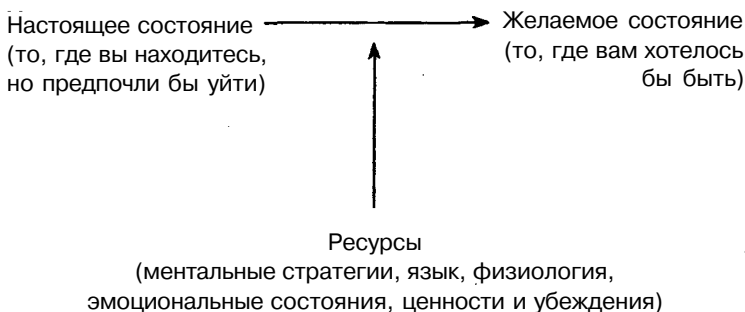 Настоящее состояние
(то, где вы находитесь,
но предпочли бы уйти)
Желаемое состояние
(то, где вам хотелось
бы быть)
Ресурсы
(ментальные стратегии, язык, физиология,
эмоциональные состояния, ценности и убеждения)